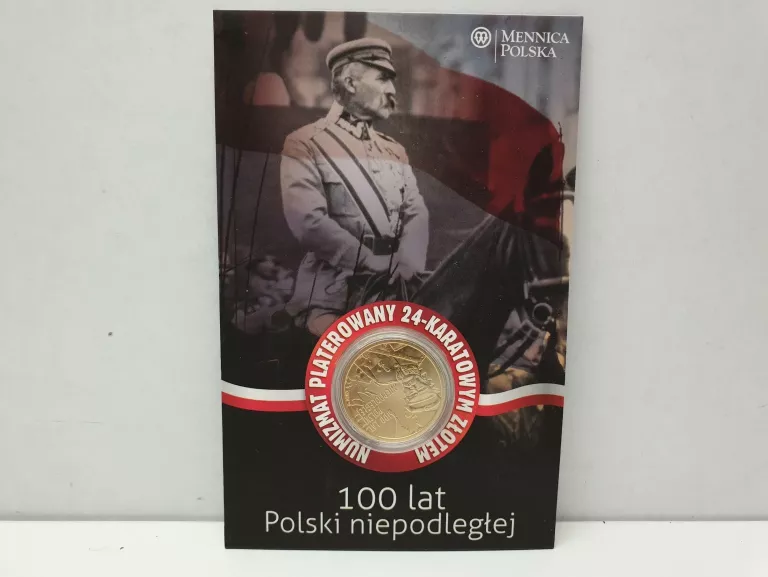 MENNICA
POLSKA
NUMIZMAT PLATEROWANY 24-KARATOWYM ZŁOTEM
100 lat
Polski niepodległej